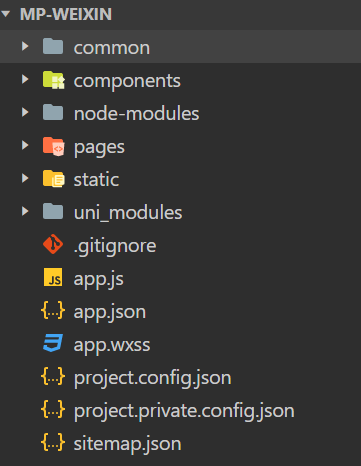 MP-WEIXIN
common
components
node-modules
pages
static
uni_modules
.gitignore
JS app.js
{..} app.json
app.wxss
{..} project.config.json
{..} project.private.config.json
{..} sitemap.json